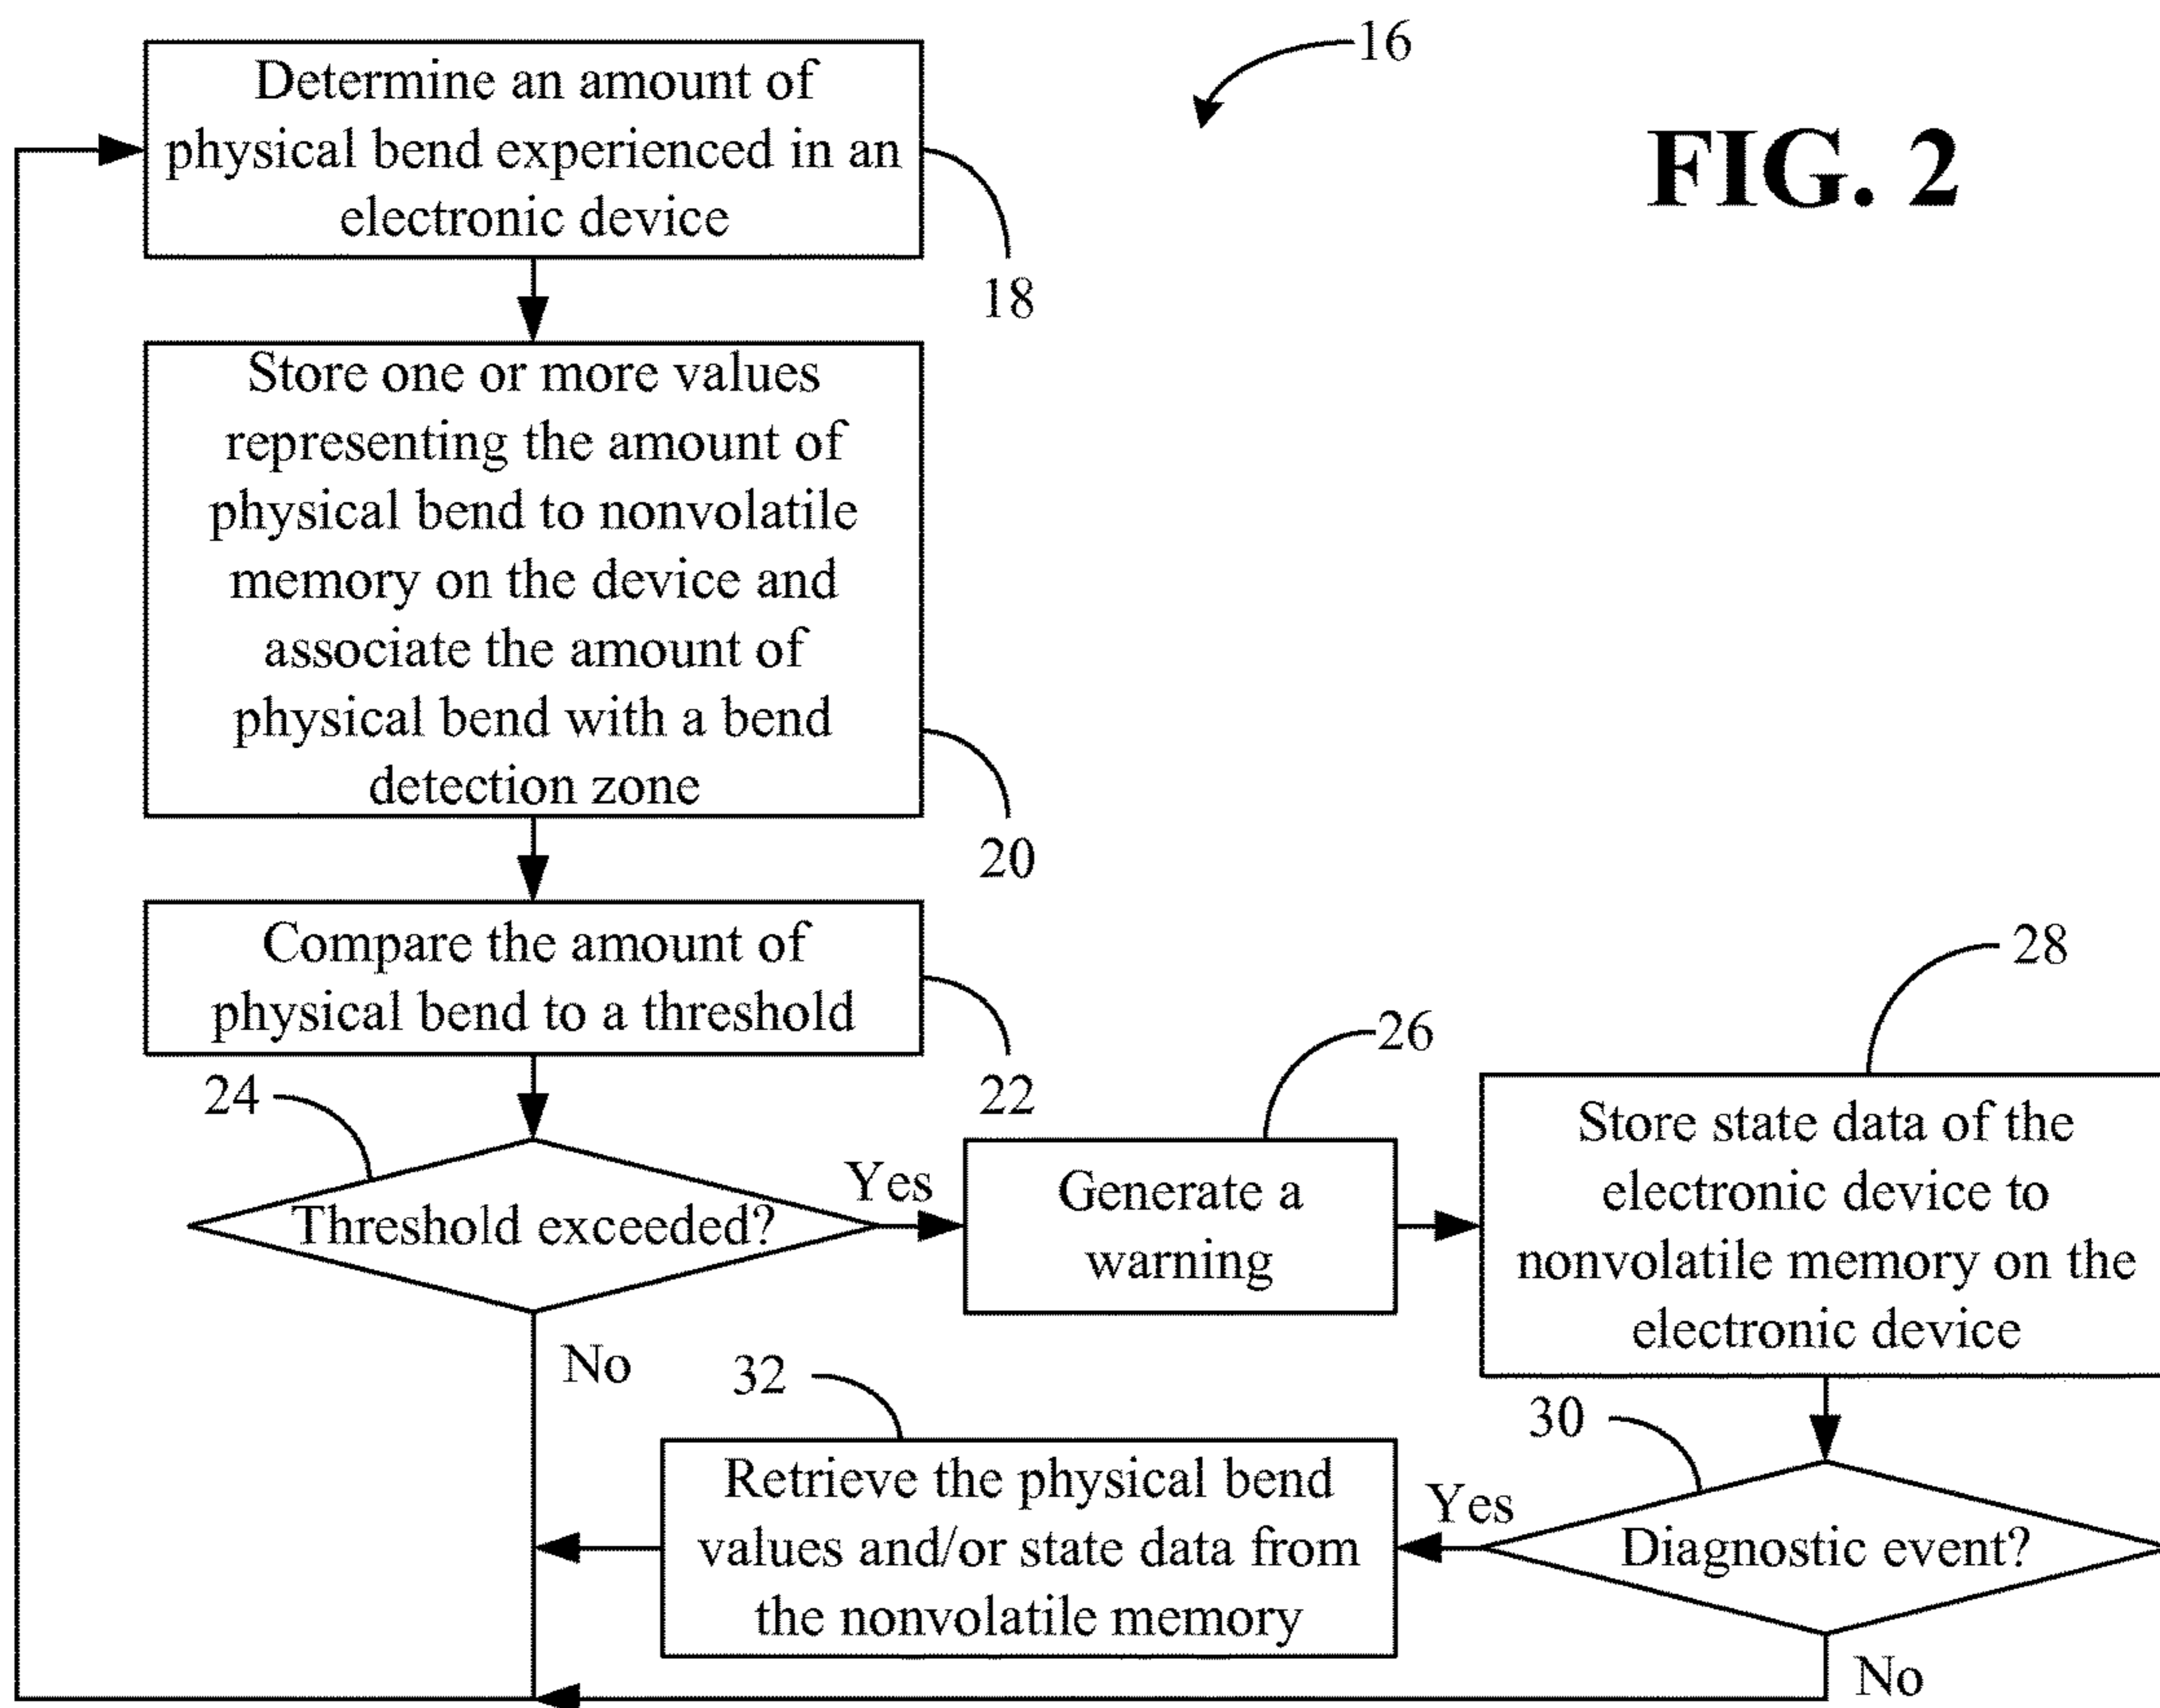 16
FIG. 2
Determine an amount of
physical bend experienced in an
electronic device
18
Store one or more values
representing the amount of
physical bend to nonvolatile
memory on the device and
associate the amount of
physical bend with a bend
detection zone
20
Compare the amount of
physical bend to a threshold
22
24
Threshold exceeded?
Yes
No
26
Generate a
warning
28
Store state data of the
electronic device to
nonvolatile memory on the
electronic device
30
Diagnostic event?
Yes
No
32
Retrieve the physical bend
values and/or state data from
the nonvolatile memory